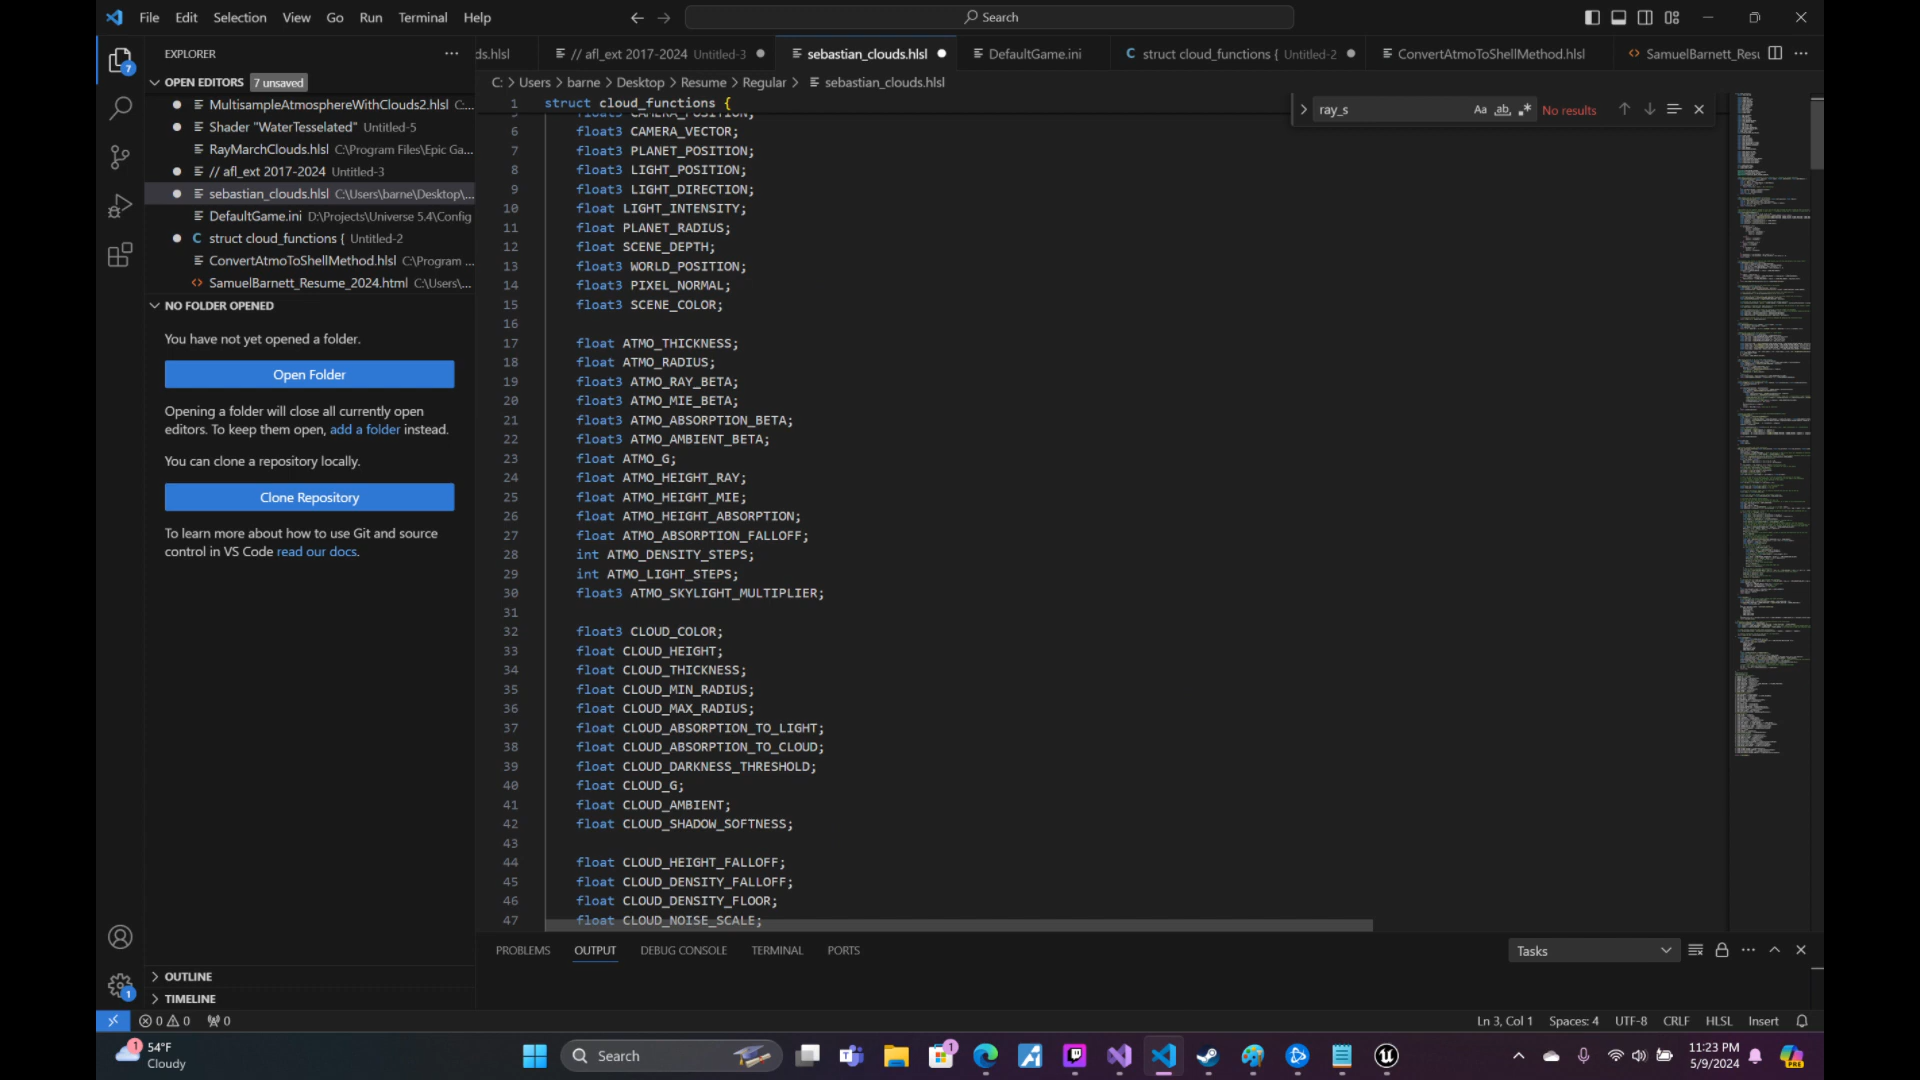 File Edit Selection View Go Run Terminal Help Search
EXPLORER
OPEN EDITORS 7 unsaved
MultisampleAtmosphereWithClouds2.hlsl C:...
Shader "WaterTesselated" Untitled-5
RayMarchClouds.hlsl C:\Program Files\Epic Ga...
// afl_ext 2017-2024 Untitled-3
sebastian_clouds.hlsl C:\Users\barne\Desktop\...
DefaultGame.ini D:\Projects\Universe 5.4\Config
struct cloud_functions { Untitled-2
ConvertAtmoToShellMethod.hlsl C:\Program ...
SamuelBarnett_Resume_2024.html C:\Users\...
NO FOLDER OPENED
You have not yet opened a folder.
Open Folder
Opening a folder will close all currently open
editors. To keep them open, add a folder instead.
You can clone a repository locally.
Clone Repository
To learn more about how to use Git and source
control in VS Code read our docs.
OUTLINE
TIMELINE
ds.hlsl // afl_ext 2017-2024 Untitled-3 sebastian_clouds.hlsl DefaultGame.ini struct cloud_functions { Untitled-2 ConvertAtmoToShellMethod.hlsl SamuelBarnett_Resu
C: > Users > barne > Desktop > Resume > Regular > sebastian_clouds.hlsl
ray_s Aa ab No results
1 struct cloud_functions {
5 float3 CAMERA_POSITION;
6 float3 CAMERA_VECTOR;
7 float3 PLANET_POSITION;
8 float3 LIGHT_POSITION;
9 float3 LIGHT_DIRECTION;
10 float LIGHT_INTENSITY;
11 float PLANET_RADIUS;
12 float SCENE_DEPTH;
13 float3 WORLD_POSITION;
14 float3 PIXEL_NORMAL;
15 float3 SCENE_COLOR;
16
17 float ATMO_THICKNESS;
18 float ATMO_RADIUS;
19 float3 ATMO_RAY_BETA;
20 float3 ATMO_MIE_BETA;
21 float3 ATMO_ABSORPTION_BETA;
22 float3 ATMO_AMBIENT_BETA;
23 float ATMO_G;
24 float ATMO_HEIGHT_RAY;
25 float ATMO_HEIGHT_MIE;
26 float ATMO_HEIGHT_ABSORPTION;
27 float ATMO_ABSORPTION_FALLOFF;
28 int ATMO_DENSITY_STEPS;
29 int ATMO_LIGHT_STEPS;
30 float3 ATMO_SKYLIGHT_MULTIPLIER;
31
32 float3 CLOUD_COLOR;
33 float CLOUD_HEIGHT;
34 float CLOUD_THICKNESS;
35 float CLOUD_MIN_RADIUS;
36 float CLOUD_MAX_RADIUS;
37 float CLOUD_ABSORPTION_TO_LIGHT;
38 float CLOUD_ABSORPTION_TO_CLOUD;
39 float CLOUD_DARKNESS_THRESHOLD;
40 float CLOUD_G;
41 float CLOUD_AMBIENT;
42 float CLOUD_SHADOW_SOFTNESS;
43
44 float CLOUD_HEIGHT_FALLOFF;
45 float CLOUD_DENSITY_FALLOFF;
46 float CLOUD_DENSITY_FLOOR;
47 float CLOUD_NOISE_SCALE;
PROBLEMS OUTPUT DEBUG CONSOLE TERMINAL PORTS Tasks
0 0 0 Ln 3, Col 1 Spaces: 4 UTF-8 CRLF HLSL Insert
54°F
Cloudy
Search
11:23 PM
5/9/2024